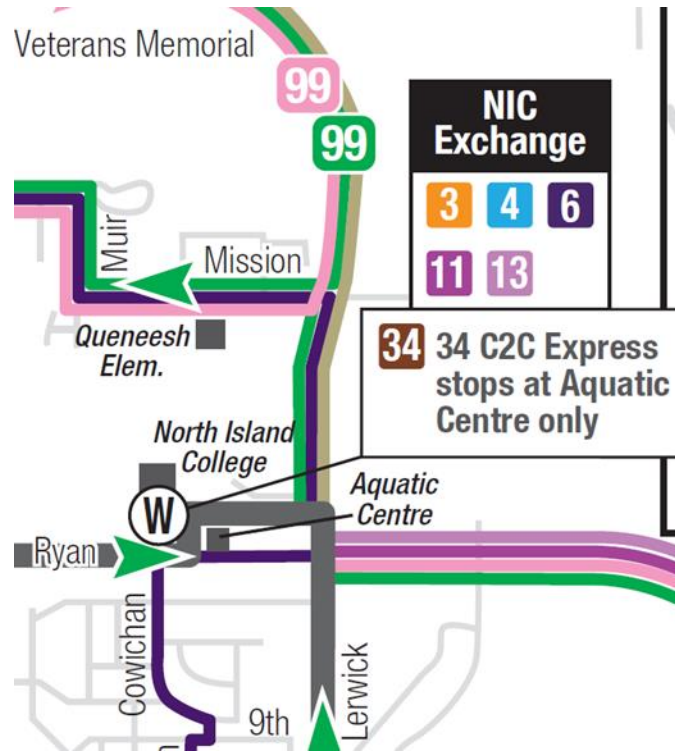 Veterans Memorial
99
99
NIC
Exchange
3 4 6
11 13
Muir
Mission
Queneesh
Elem.
34 34 C2C Express
stops at Aquatic
Centre only
North Island
College
W
Aquatic
Centre
Ryan
Cowichan
Lerwick
9th